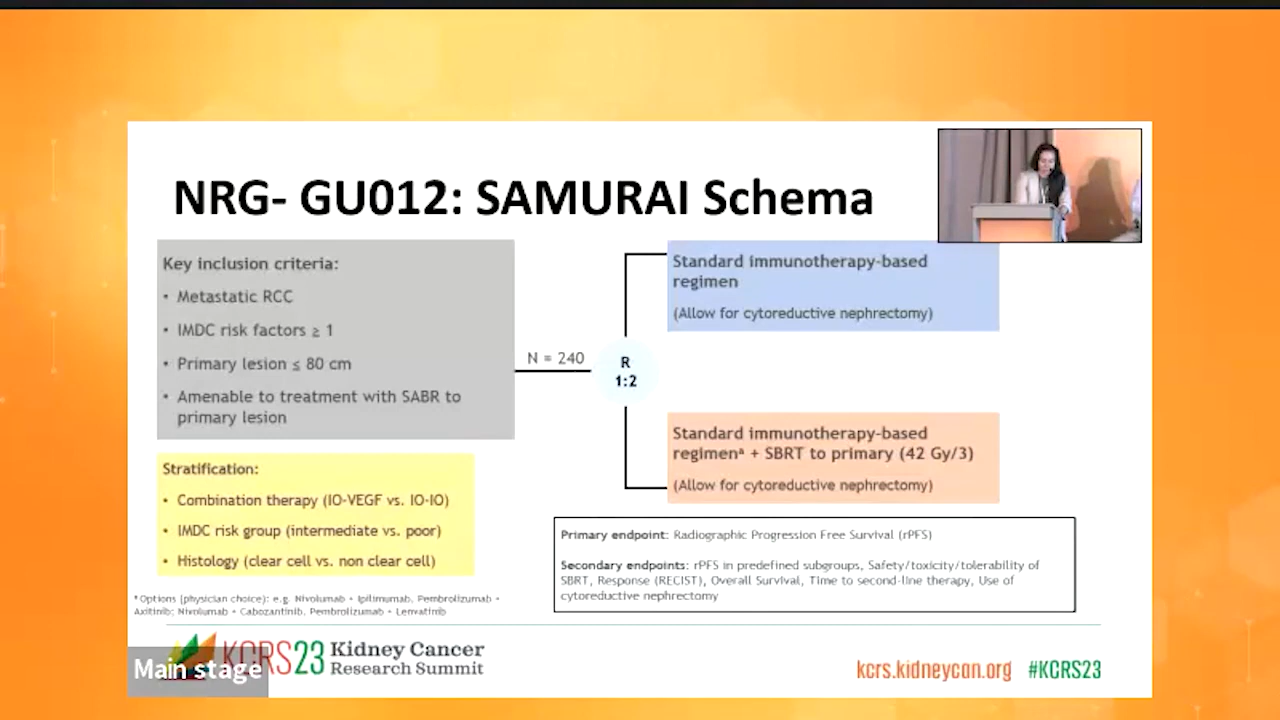 NRG- GU012: SAMURAI Schema
Key inclusion criteria:
• Metastatic RCC
• IMDC risk factors ≥ 1
• Primary lesion ≤ 80 cm
• Amenable to treatment with SABR to
primary lesion
Stratification:
• Combination therapy (IO-VEGF vs. IO-IO)
• IMDC risk group (intermediate vs. poor)
• Histology (clear cell vs. non clear cell)
N = 240
R
1:2
Standard immunotherapy-based
regimen
(Allow for cytoreductive nephrectomy)
Standard immunotherapy-based
regimenᵃ + SBRT to primary (42 Gy/3)
(Allow for cytoreductive nephrectomy)
Primary endpoint: Radiographic Progression Free Survival (rPFS)
Secondary endpoints: rPFS in predefined subgroups, Safety/toxicity/tolerability of
SBRT, Response (RECIST), Overall Survival, Time to second-line therapy, Use of
cytoreductive nephrectomy
ᵃ Options (physician choice): e.g. Nivolumab + Ipilimumab, Pembrolizumab +
Axitinib; Nivolumab + Cabozantinib, Pembrolizumab + Lenvatinib
KCRS23 Kidney Cancer
Research Summit
Main stage
kcrs.kidneycan.org #KCRS23